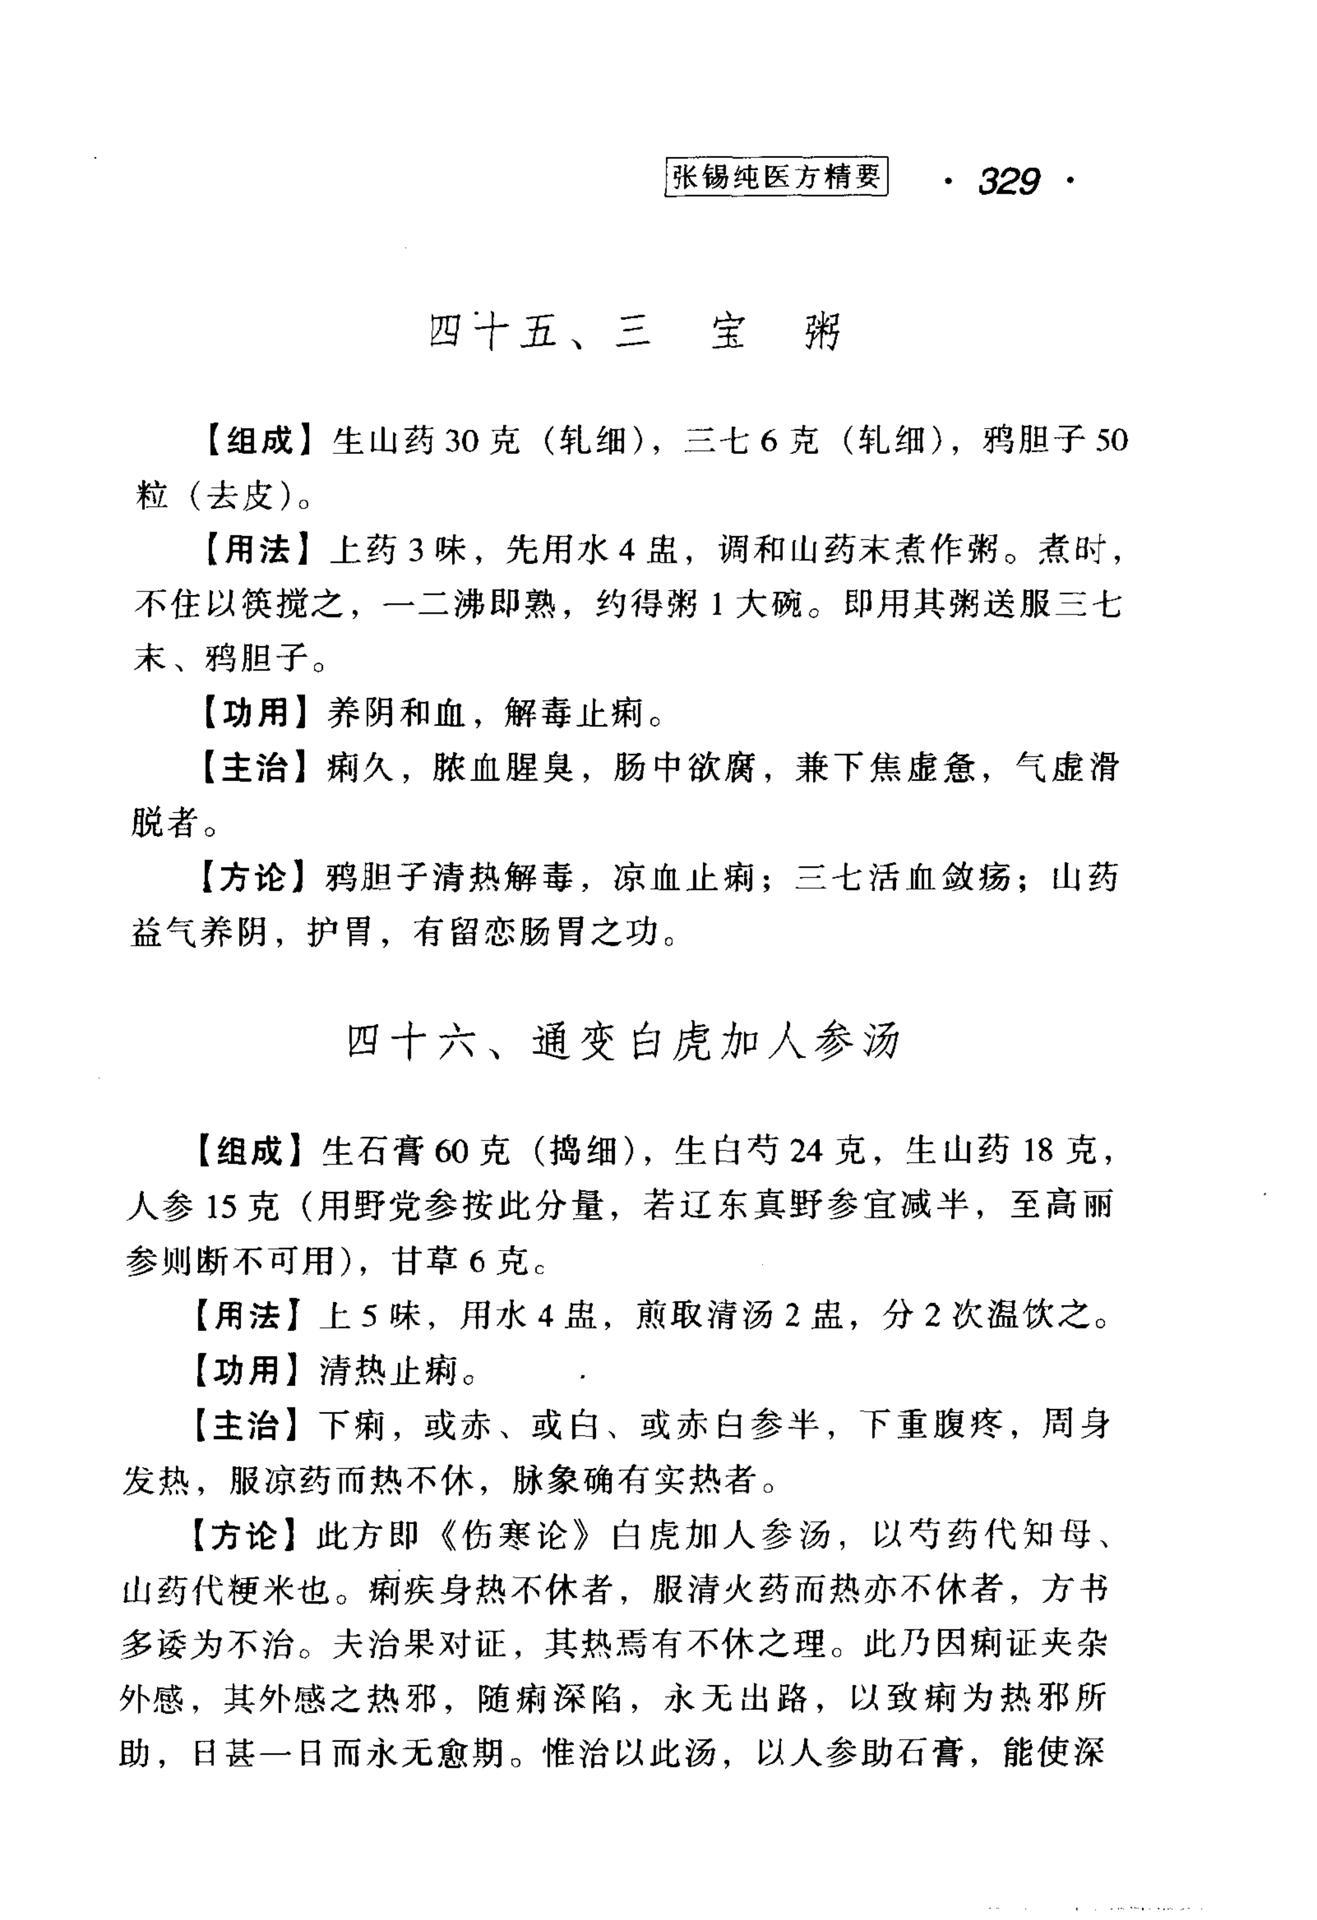 张锡纯医方精要 · 329 ·
四十五、三宝粥
【组成】生山药30克（轧细），三七6克（轧细），鸦胆子50
粒（去皮）。
【用法】上药3味，先用水4盅，调和山药末煮作粥。煮时，
不住以筷搅之，一二沸即熟，约得粥1大碗。即用其粥送服三七
末、鸦胆子。
【功用】养阴和血，解毒止痢。
【主治】痢久，脓血腥臭，肠中欲腐，兼下焦虚惫，气虚滑
脱者。
【方论】鸦胆子清热解毒，凉血止痢；三七活血敛疡；山药
益气养阴，护胃，有留恋肠胃之功。
四十六、通变白虎加人参汤
【组成】生石膏60克（捣细），生白芍24克，生山药18克，
人参15克（用野党参按此分量，若辽东真野参宜减半，至高丽
参则断不可用），甘草6克。
【用法】上5味，用水4盅，煎取清汤2盅，分2次温饮之。
【功用】清热止痢。
【主治】下痢，或赤、或白、或赤白参半，下重腹疼，周身
发热，服凉药而热不休，脉象确有实热者。
【方论】此方即《伤寒论》白虎加人参汤，以芍药代知母、
山药代粳米也。痢疾身热不休者，服清火药而热亦不休者，方书
多诿为不治。夫治果对证，其热焉有不休之理。此乃因痢证夹杂
外感，其外感之热邪，随痢深陷，永无出路，以致痢为热邪所
助，日甚一日而永无愈期。惟治以此汤，以人参助石膏，能使深